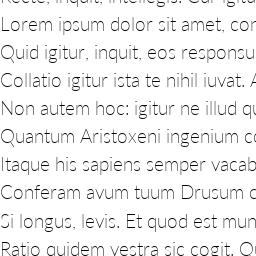 Recte, inquit, intellegis. Cur igitu
Lorem ipsum dolor sit amet, con
Quid igitur, inquit, eos responsu
Collatio igitur ista te nihil iuvat. A
Non autem hoc: igitur ne illud qu
Quantum Aristoxeni ingenium co
Itaque his sapiens semper vacab
Conferam avum tuum Drusum c
Si longus, levis. Et quod est mun
Ratio quidem vestra sic cogit. Qu